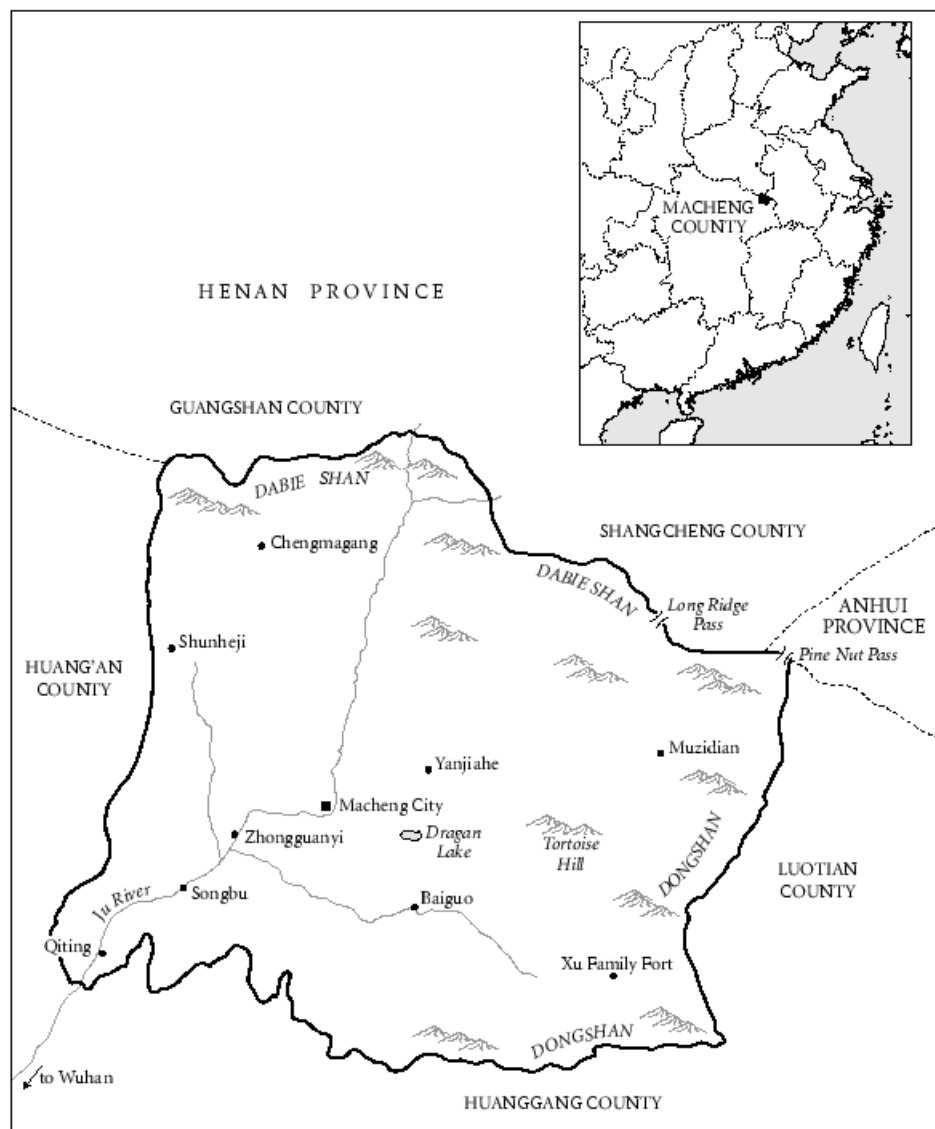 MACHENG
COUNTY
HENAN PROVINCE
GUANGSHAN COUNTY
DABIE SHAN
Chengmagang
SHANGCHENG COUNTY
DABIE SHAN
Long Ridge
Pass
ANHUI
PROVINCE
Shunheji
Pine Nut Pass
HUANG'AN
COUNTY
Muzidian
Yanjiahe
Macheng City
Zhongguanyi
Dragan
Lake
Tortoise
Hill
DONGSHAN
LUOTIAN
COUNTY
Ju River
Songbu
Baiguo
Qiting
Xu Family Fort
DONGSHAN
to Wuhan
HUANGGANG COUNTY